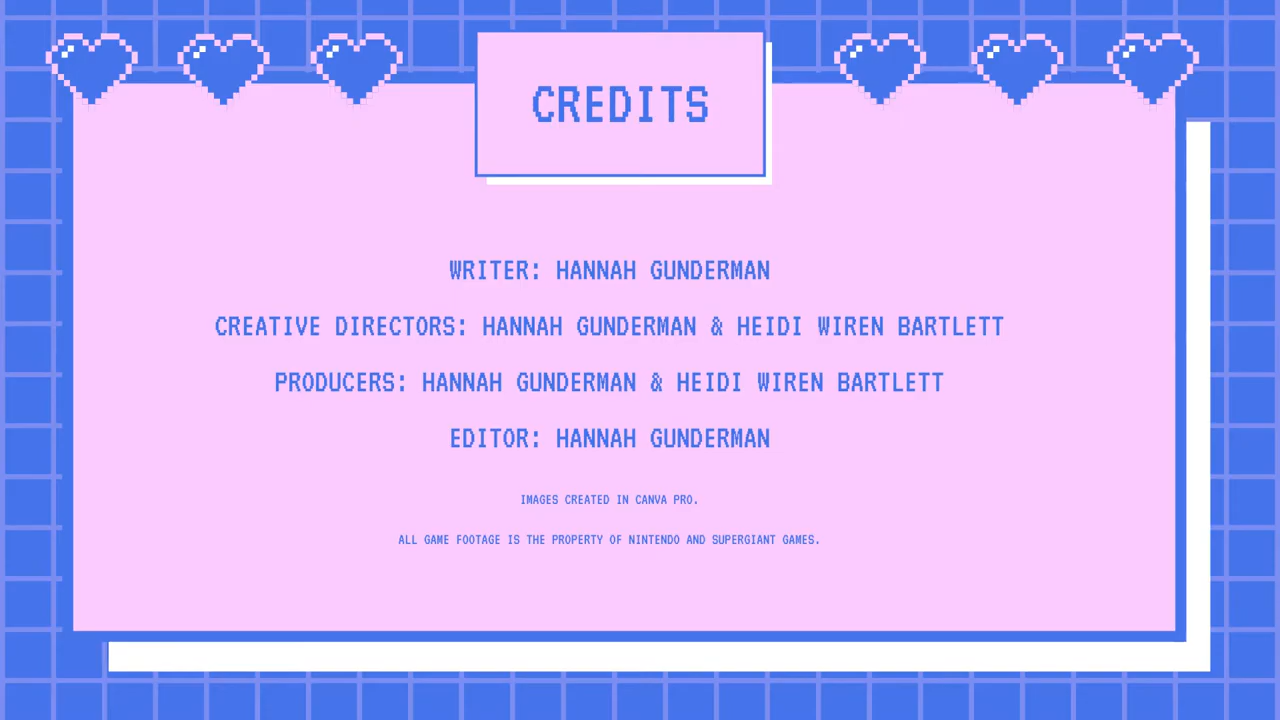 CREDITS
WRITER: HANNAH GUNDERMAN
CREATIVE DIRECTORS: HANNAH GUNDERMAN & HEIDI WIREN BARTLETT
PRODUCERS: HANNAH GUNDERMAN & HEIDI WIREN BARTLETT
EDITOR: HANNAH GUNDERMAN
IMAGES CREATED IN CANVA PRO.
ALL GAME FOOTAGE IS THE PROPERTY OF NINTENDO AND SUPERGIANT GAMES.